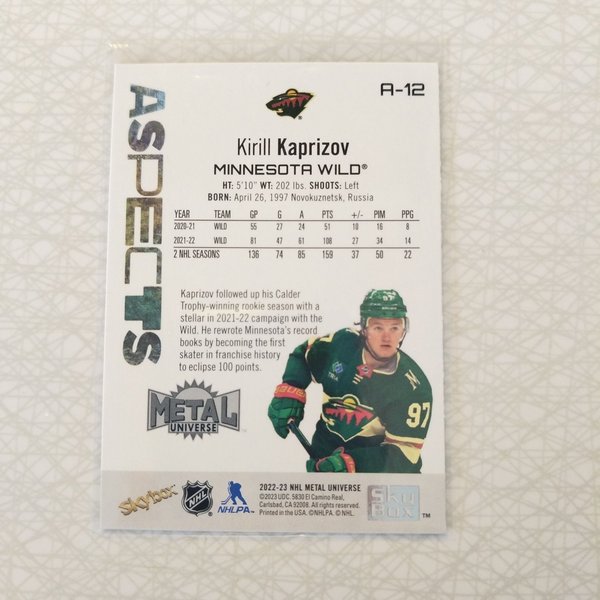 A-12
ASPECTS
Kirill Kaprizov
MINNESOTA WILD®
HT: 5'10" WT: 202 lbs. SHOOTS: Left
BORN: April 26, 1997 Novokuznetsk, Russia
YEAR TEAM GP G A PTS +/- PIM PPG
2020-21 WILD 55 27 24 51 10 16 8
2021-22 WILD 81 47 61 108 27 34 14
2 NHL SEASONS 136 74 85 159 37 50 22
Kaprizov followed up his Calder
Trophy-winning rookie season with a
stellar in 2021-22 campaign with the
Wild. He rewrote Minnesota's record
books by becoming the first
skater in franchise history
to eclipse 100 points.
METAL
UNIVERSE
TRIA
N
97
Skybox
NHL
NHLPA
2022-23 NHL METAL UNIVERSE
©2023 UDC. 5830 El Camino Real,
Carlsbad, CA 92008. All rights reserved.
Printed in the USA. ©NHLPA. © NHL.
SkyBox TM